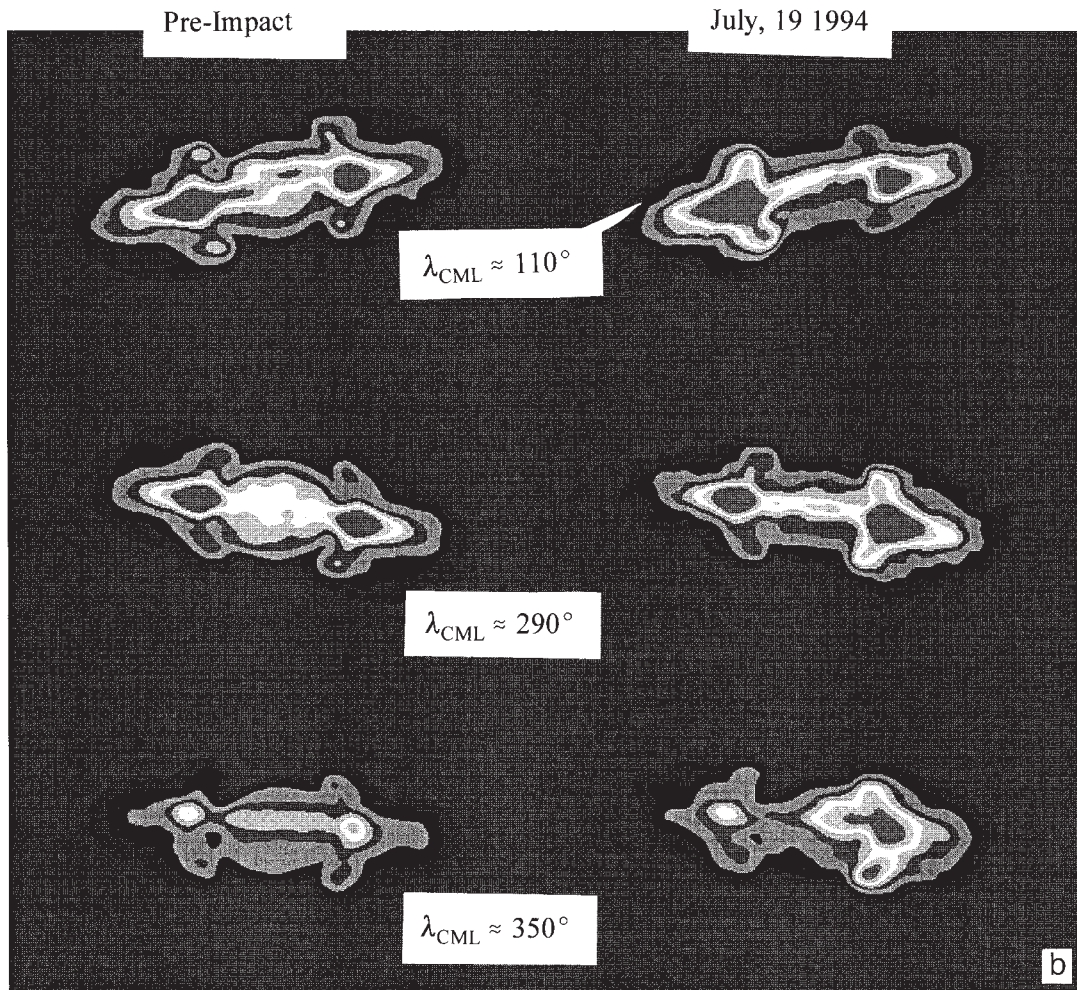 Pre-Impact
July, 19 1994
λCML ≈ 110°
λCML ≈ 290°
λCML ≈ 350°
b